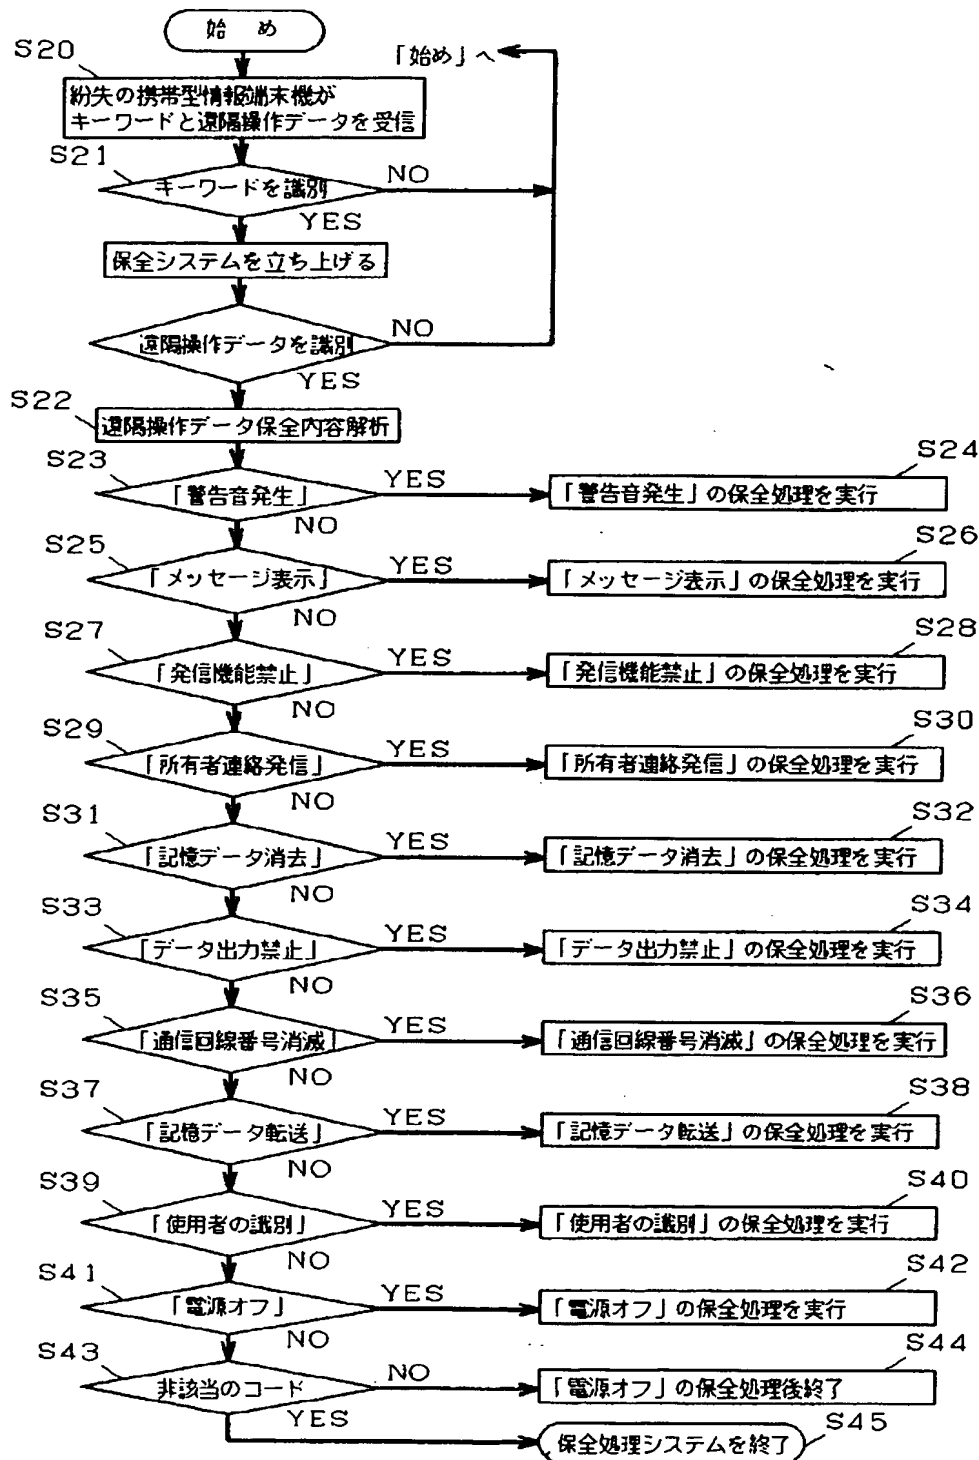 始 め
S20
「始め」へ
紛失の携帯型情報端末機が
キーワードと遠隔操作データを受信
S21
キーワードを識別
NO
YES
保全システムを立ち上げる
遠隔操作データを識別
NO
YES
S22
遠隔操作データ保全内容解析
S23
「警告音発生」
YES
NO
S24
「警告音発生」の保全処理を実行
S25
「メッセージ表示」
YES
NO
S26
「メッセージ表示」の保全処理を実行
S27
「発信機能禁止」
YES
NO
S28
「発信機能禁止」の保全処理を実行
S29
「所有者連絡発信」
YES
NO
S30
「所有者連絡発信」の保全処理を実行
S31
「記憶データ消去」
YES
NO
S32
「記憶データ消去」の保全処理を実行
S33
「データ出力禁止」
YES
NO
S34
「データ出力禁止」の保全処理を実行
S35
「通信回線番号消滅」
YES
NO
S36
「通信回線番号消滅」の保全処理を実行
S37
「記憶データ転送」
YES
NO
S38
「記憶データ転送」の保全処理を実行
S39
「使用者の識別」
YES
NO
S40
「使用者の識別」の保全処理を実行
S41
「電源オフ」
YES
NO
S42
「電源オフ」の保全処理を実行
S43
非該当のコード
NO
YES
S44
「電源オフ」の保全処理後終了
S45
保全処理システムを終了